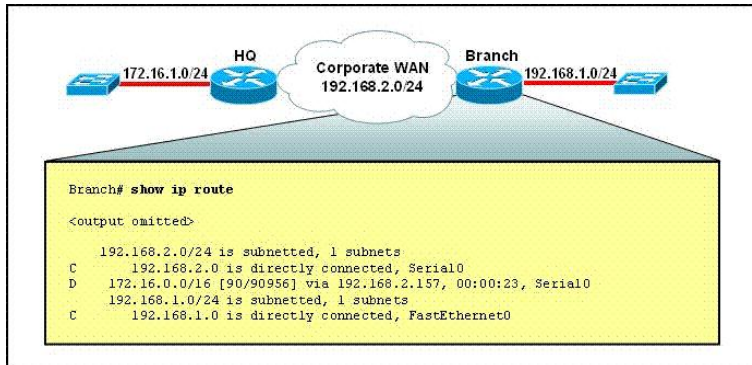 HQ
Branch
172.16.1.0/24
Corporate WAN
192.168.2.0/24
192.168.1.0/24
Branch# show ip route
<output omitted>
192.168.2.0/24 is subnetted, 1 subnets
C 192.168.2.0 is directly connected, Serial0
D 172.16.0.0/16 [90/90956] via 192.168.2.157, 00:00:23, Serial0
192.168.1.0/24 is subnetted, 1 subnets
C 192.168.1.0 is directly connected, FastEthernet0